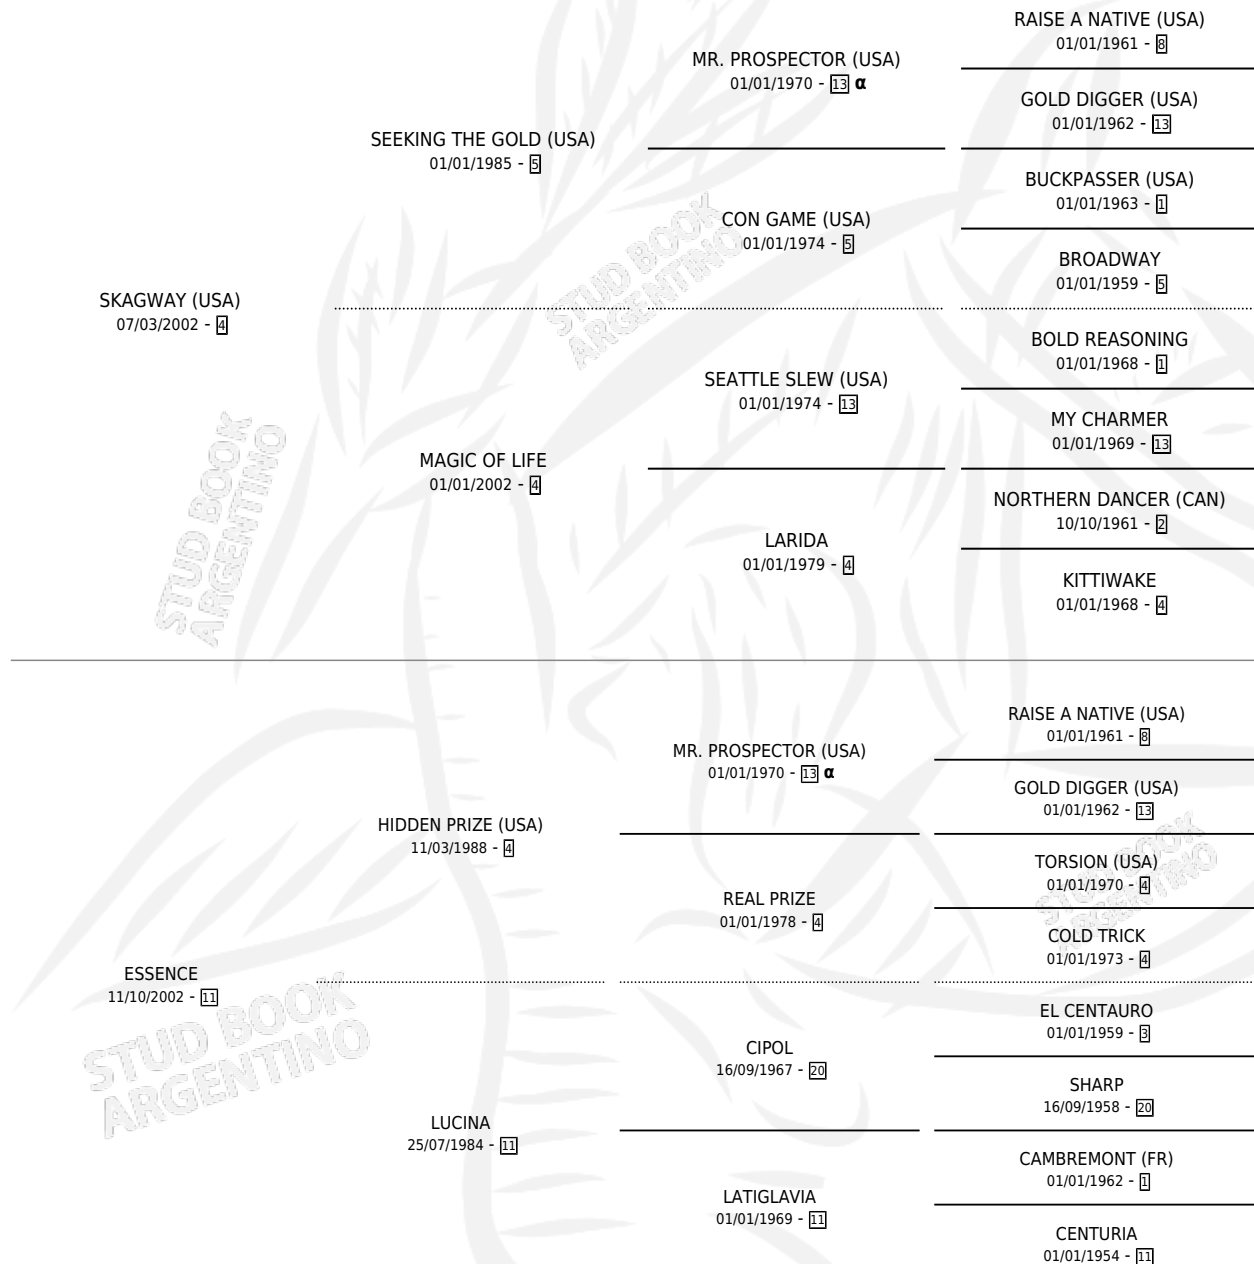 RAISE A NATIVE (USA)
01/01/1961 - 8
MR. PROSPECTOR (USA)
01/01/1970 - 13 α
GOLD DIGGER (USA)
01/01/1962 - 13
SEEKING THE GOLD (USA)
01/01/1985 - 5
BUCKPASSER (USA)
01/01/1963 - 1
CON GAME (USA)
01/01/1974 - 5
BROADWAY
01/01/1959 - 5
STUD BOOK
ARGENTINO
SKAGWAY (USA)
07/03/2002 - 4
BOLD REASONING
01/01/1968 - 1
SEATTLE SLEW (USA)
01/01/1974 - 13
MY CHARMER
01/01/1969 - 13
MAGIC OF LIFE
01/01/2002 - 4
NORTHERN DANCER (CAN)
10/10/1961 - 2
LARIDA
01/01/1979 - 4
KITTIWAKE
01/01/1968 - 4
STUD BOOK
ARGENTINO
RAISE A NATIVE (USA)
01/01/1961 - 8
MR. PROSPECTOR (USA)
01/01/1970 - 13 α
GOLD DIGGER (USA)
01/01/1962 - 13
HIDDEN PRIZE (USA)
11/03/1988 - 4
TORSION (USA)
01/01/1970 - 4
REAL PRIZE
01/01/1978 - 4
COLD TRICK
01/01/1973 - 4
STUD BOOK
ARGENTINO
ESSENCE
11/10/2002 - 11
EL CENTAURO
01/01/1959 - 3
CIPOL
16/09/1967 - 20
SHARP
16/09/1958 - 20
STUD BOOK
ARGENTINO
LUCINA
25/07/1984 - 11
CAMBREMONT (FR)
01/01/1962 - 1
LATIGLAVIA
01/01/1969 - 11
CENTURIA
01/01/1954 - 11